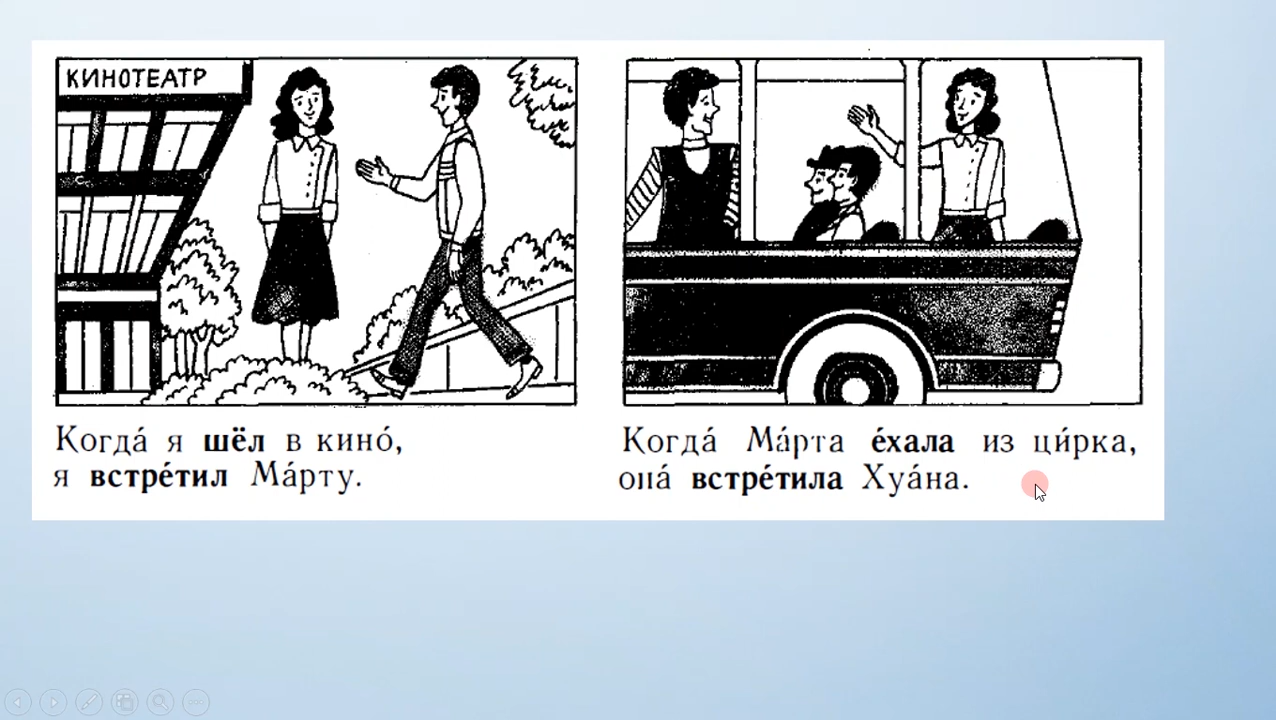 КИНОТЕАТР
Когда́ я шёл в кино́,
я встре́тил Ма́рту.
Когда́ Ма́рта е́хала из ци́рка,
она́ встре́тила Хуа́на.